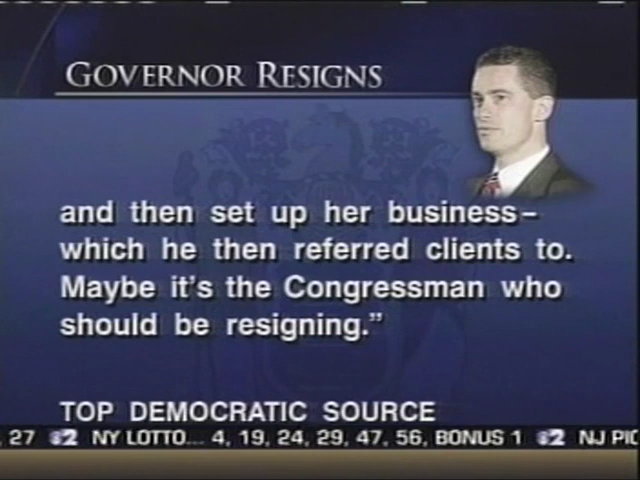 GOVERNOR RESIGNS
and then set up her business–
which he then referred clients to.
Maybe it's the Congressman who
should be resigning.”
TOP DEMOCRATIC SOURCE
, 27 2 NY LOTTO... 4, 19, 24, 29, 47, 56, BONUS 1 2 NJ PIC